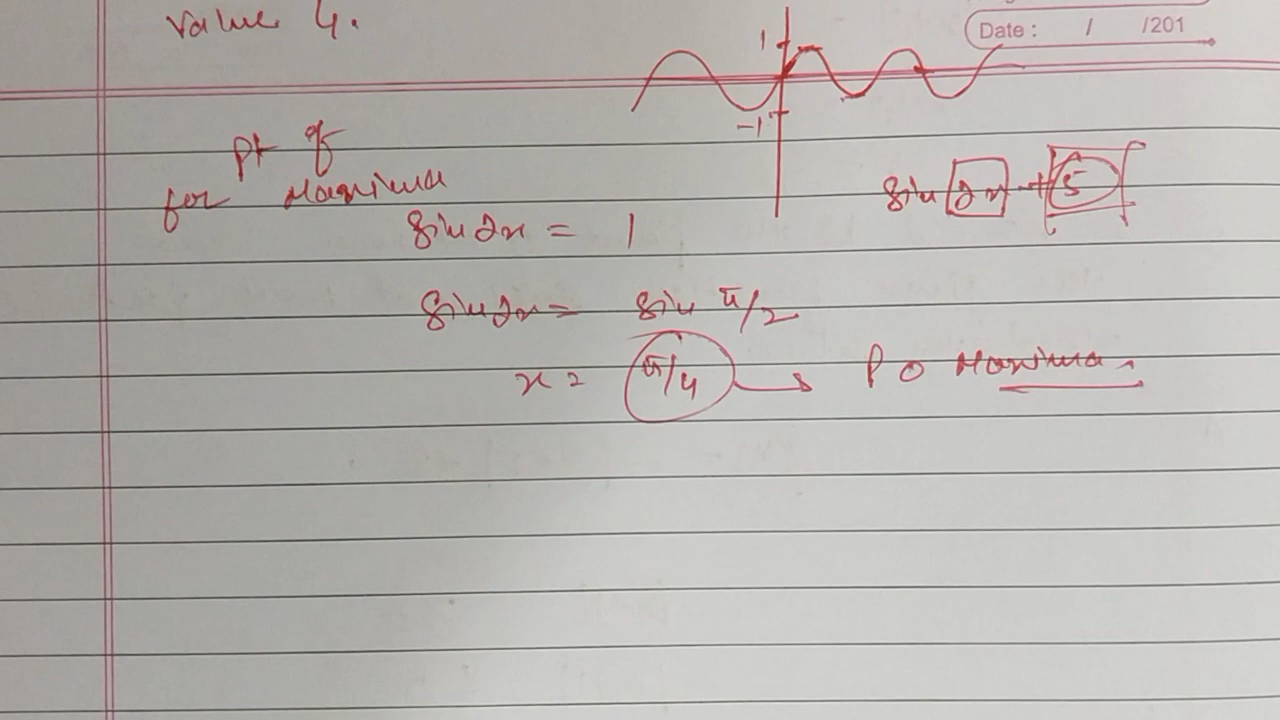 value 4.
Date : / /201
1
-1
pt of
for Maxima
sin 2x + 5
sin 2x = 1
sin 2x = sin π/2
x = π/4 → P O Maxima